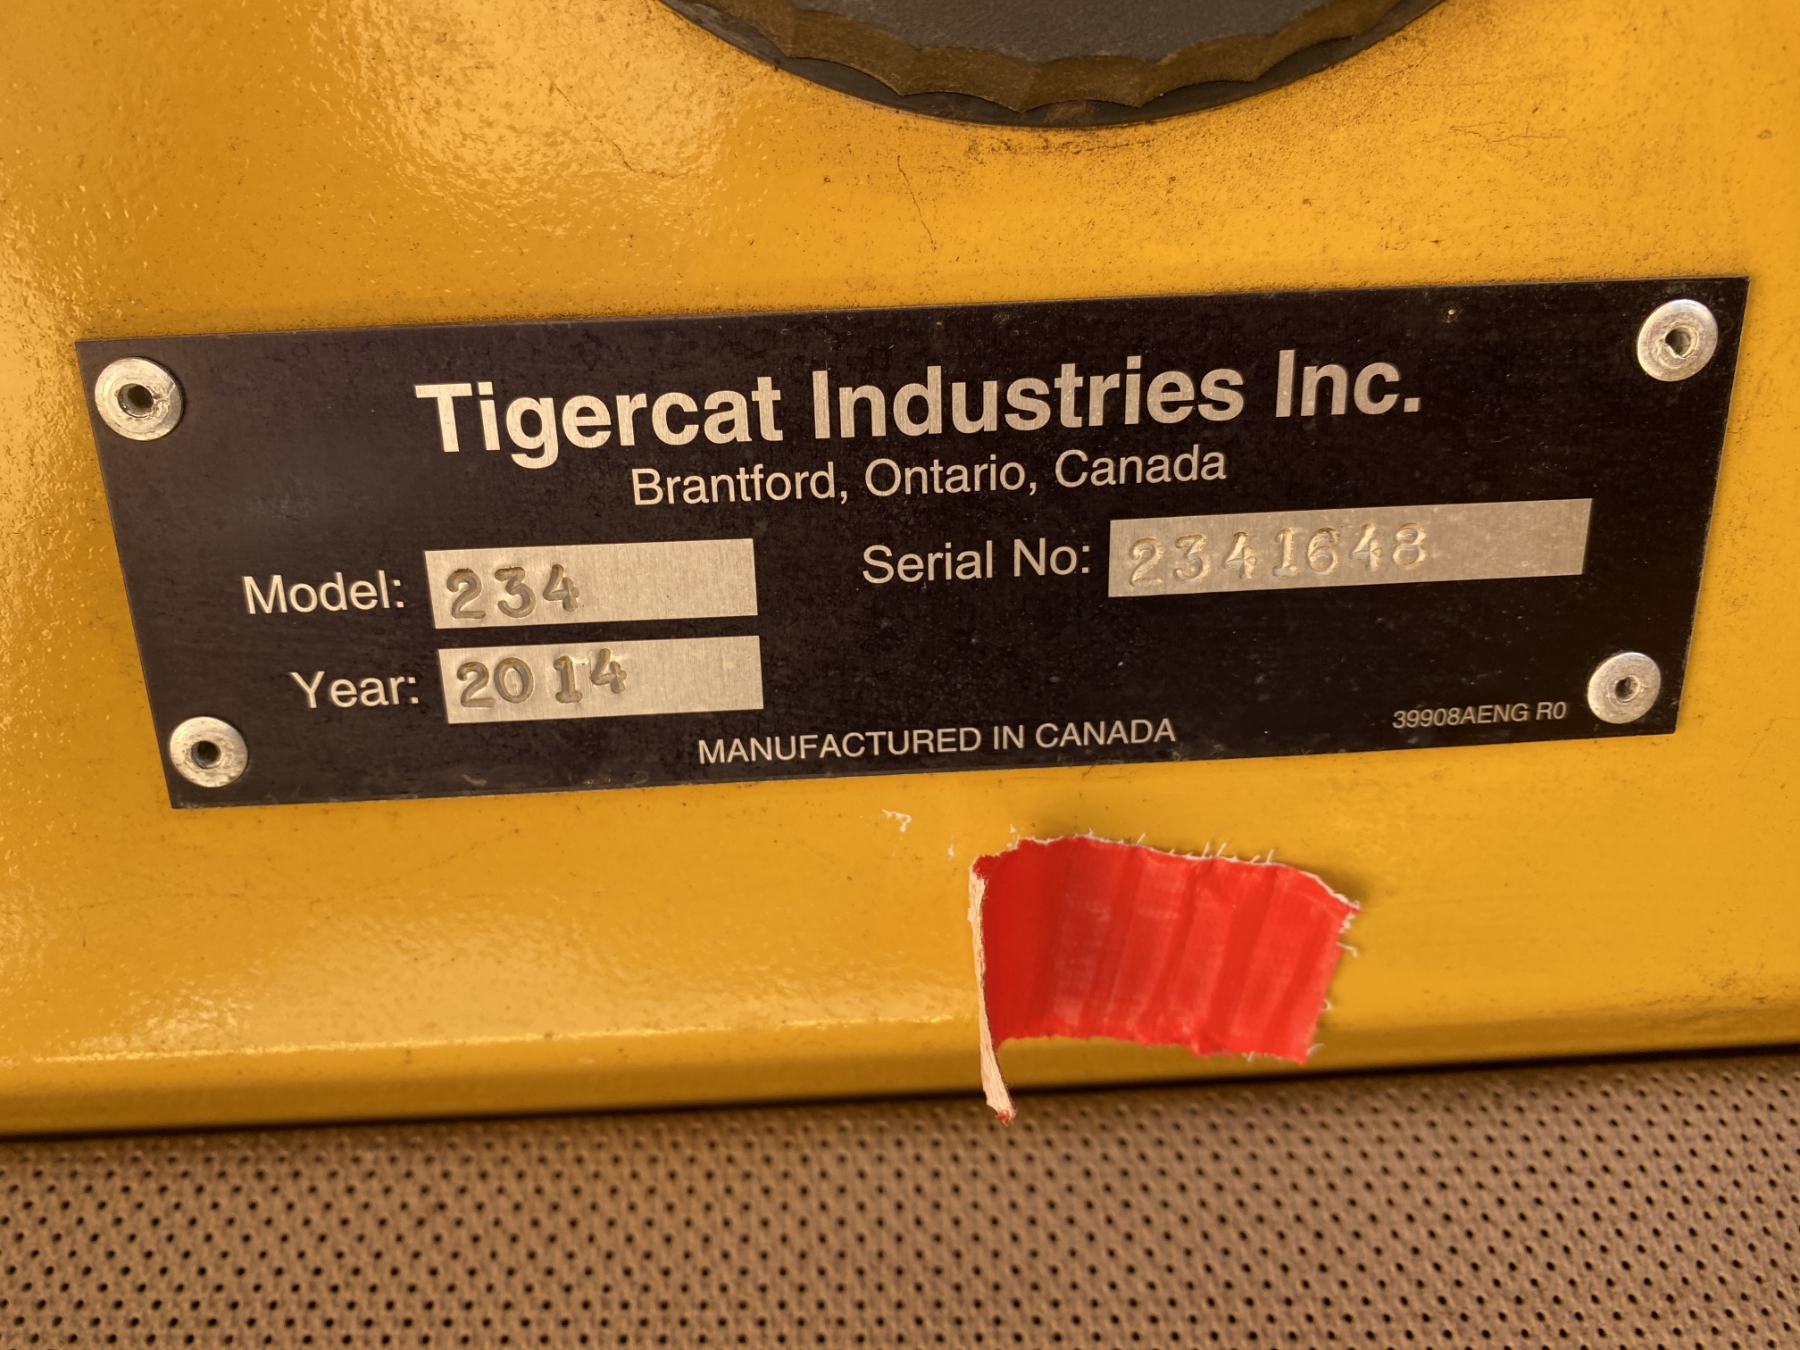 Tigercat Industries Inc.
Brantford, Ontario, Canada
Model: 234
Serial No: 2341648
Year: 2014
MANUFACTURED IN CANADA
39908AENG R0